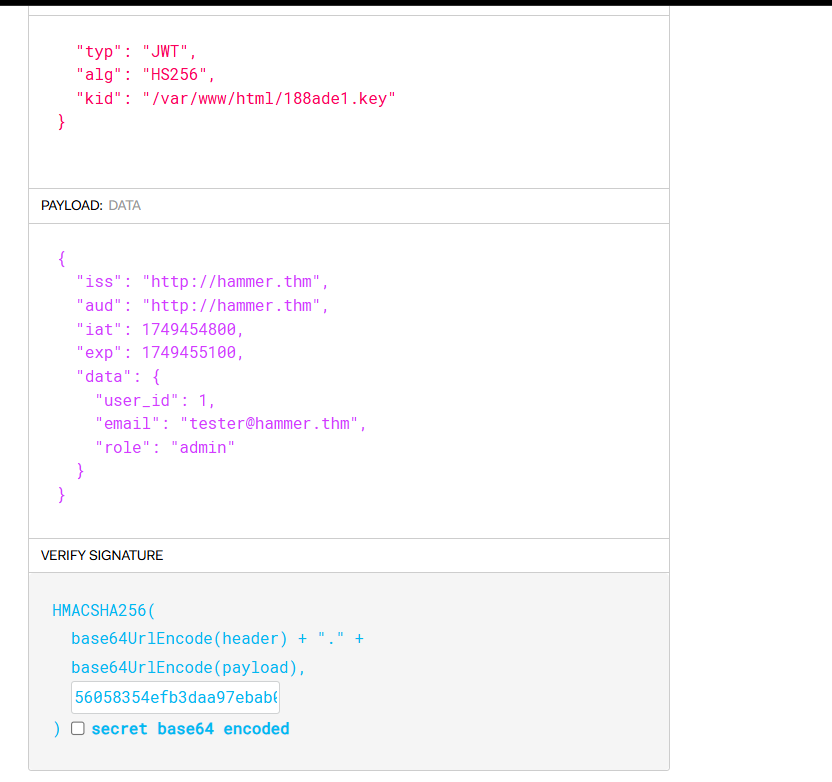 "typ": "JWT",
"alg": "HS256",
"kid": "/var/www/html/188ade1.key"
}
PAYLOAD: DATA
{
"iss": "http://hammer.thm",
"aud": "http://hammer.thm",
"iat": 1749454800,
"exp": 1749455100,
"data": {
"user_id": 1,
"email": "tester@hammer.thm",
"role": "admin"
}
}
VERIFY SIGNATURE
HMACSHA256(
base64UrlEncode(header) + "." +
base64UrlEncode(payload),
56058354efb3daa97ebab0
) secret base64 encoded